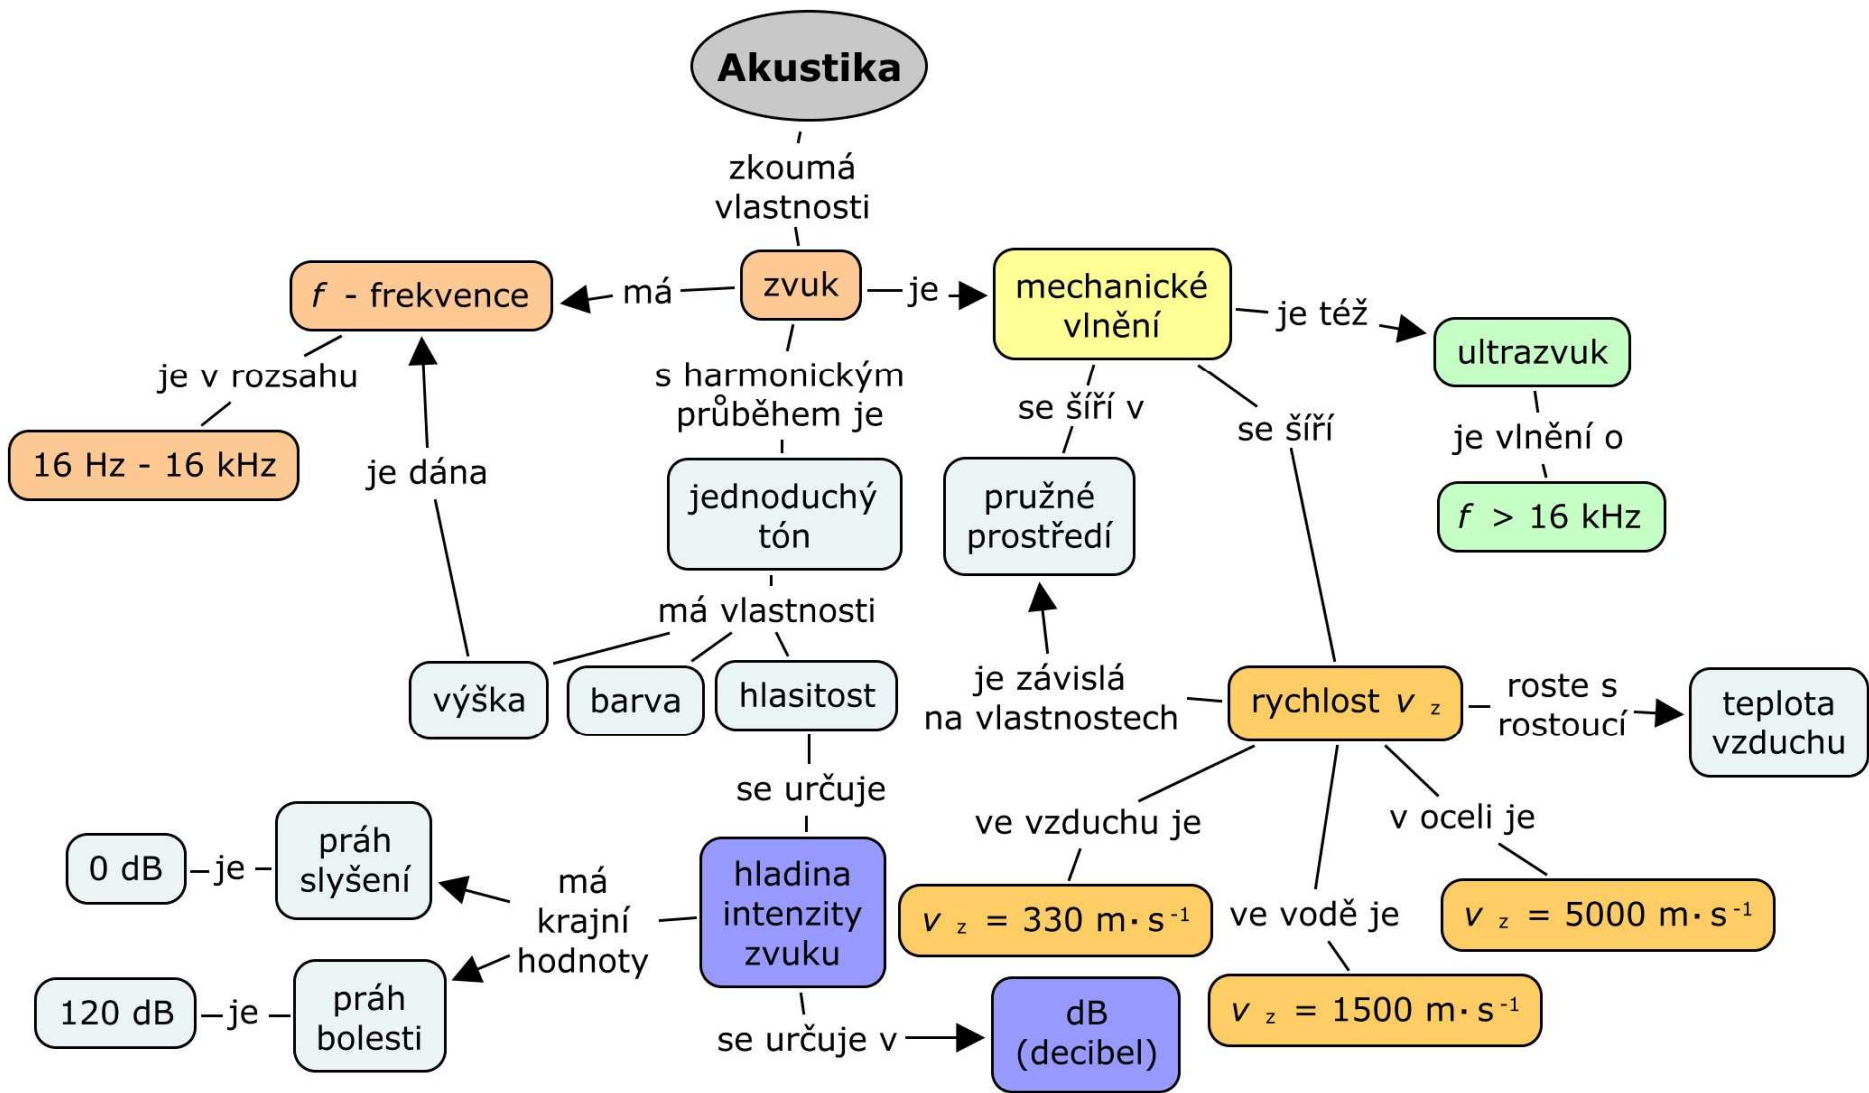 Akustika
zkoumá
vlastnosti
f - frekvence
má
zvuk
je
mechanické
vlnění
je též
ultrazvuk
je v rozsahu
16 Hz - 16 kHz
je dána
s harmonickým
průběhem je
se šíří v
se šíří
je vlnění o
f > 16 kHz
jednoduchý
tón
pružné
prostředí
má vlastnosti
výška
barva
hlasitost
je závislá
na vlastnostech
rychlost v z
roste s
rostoucí
teplota
vzduchu
se určuje
ve vzduchu je
v oceli je
0 dB
je
práh
slyšení
má
krajní
hodnoty
hladina
intenzity
zvuku
v z = 330 m·s⁻¹
ve vodě je
v z = 5000 m·s⁻¹
120 dB
je
práh
bolesti
se určuje v
dB
(decibel)
v z = 1500 m·s⁻¹